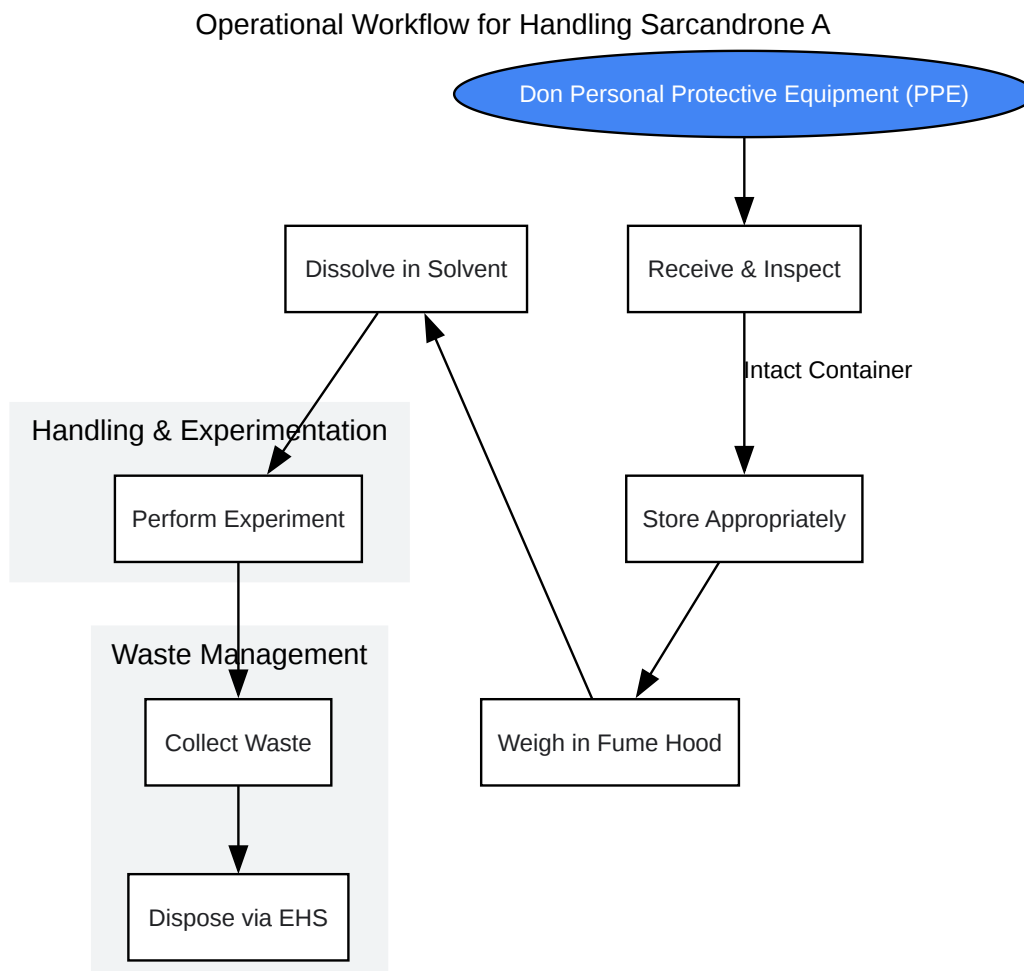 Operational Workflow for Handling Sarcandrone A
Don Personal Protective Equipment (PPE)
Receive & Inspect
Intact Container
Store Appropriately
Weigh in Fume Hood
Dissolve in Solvent
Handling & Experimentation
Perform Experiment
Waste Management
Collect Waste
Dispose via EHS